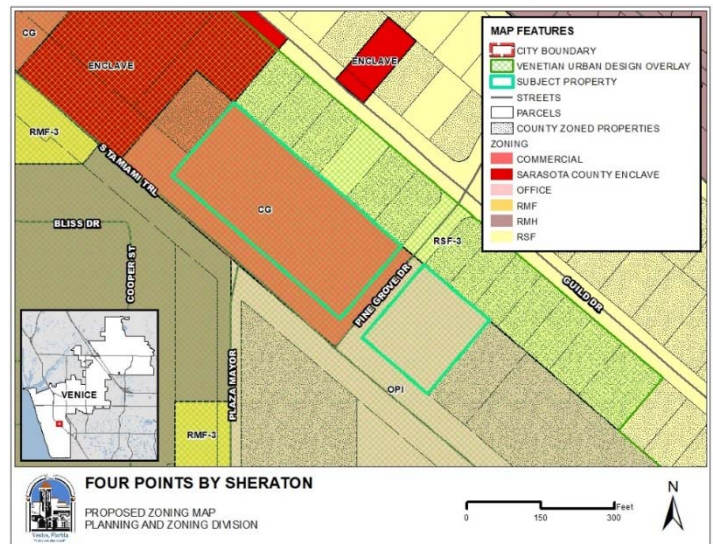 CG
ENCLAVE
ENCLAVE
RMF-3
S TAMIAMI TRL
BLISS DR
COOPER ST
CG
RSF-3
PINE GROVE DR
GUILD DR
OPI
PLAZA MAYOR
RMF-3
VENICE
MAP FEATURES
CITY BOUNDARY
VENETIAN URBAN DESIGN OVERLAY
SUBJECT PROPERTY
STREETS
PARCELS
COUNTY ZONED PROPERTIES
ZONING
COMMERCIAL
SARASOTA COUNTY ENCLAVE
OFFICE
RMF
RMH
RSF
FOUR POINTS BY SHERATON
PROPOSED ZONING MAP
PLANNING AND ZONING DIVISION
Venice, Florida
0 150 300 Feet
N